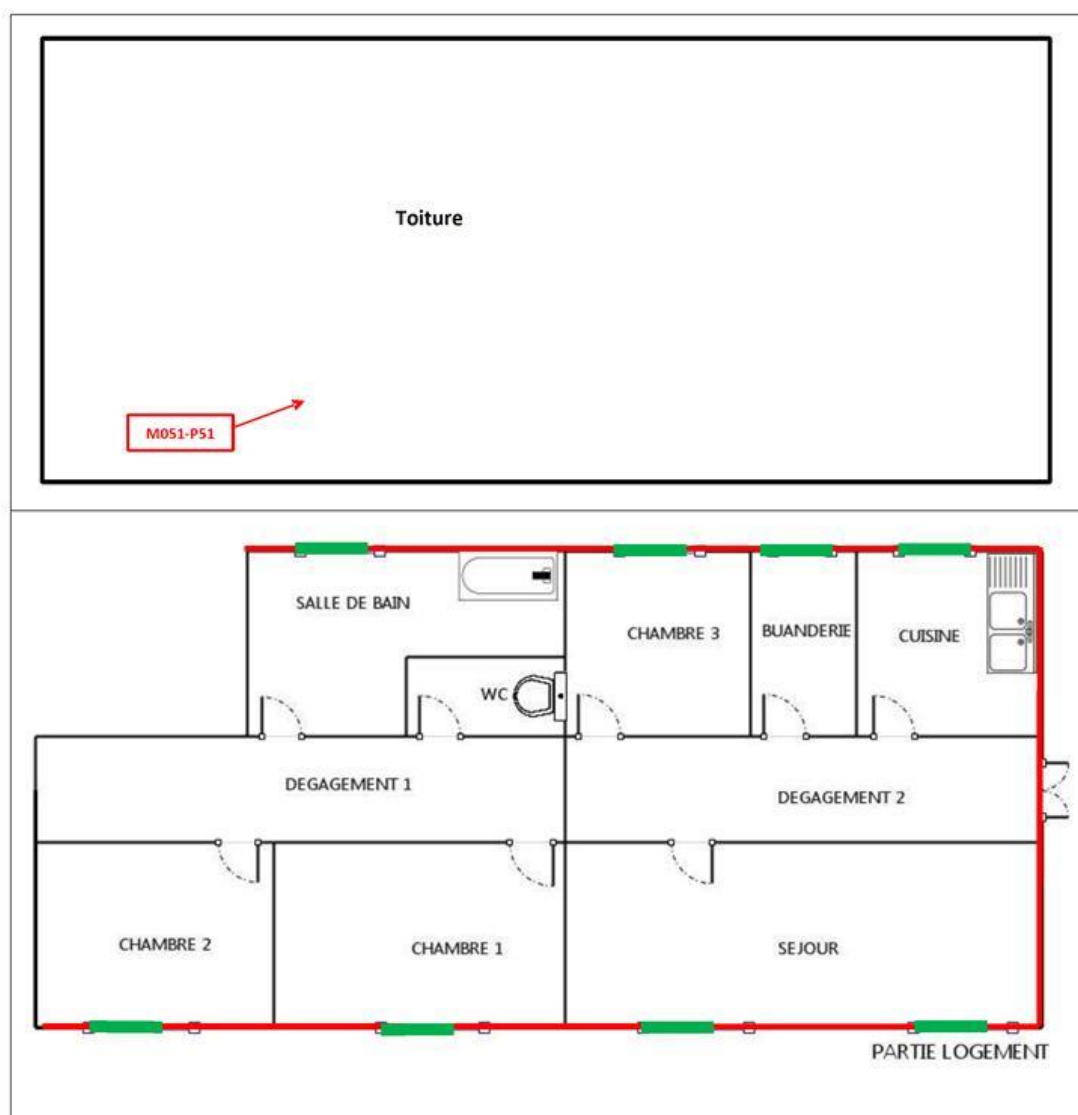 Toiture
M051-P51
SALLE DE BAIN
CHAMBRE 3
BUANDERIE
CUISINE
WC
DEGAGEMENT 1
DEGAGEMENT 2
CHAMBRE 2
CHAMBRE 1
SEJOUR
PARTIE LOGEMENT